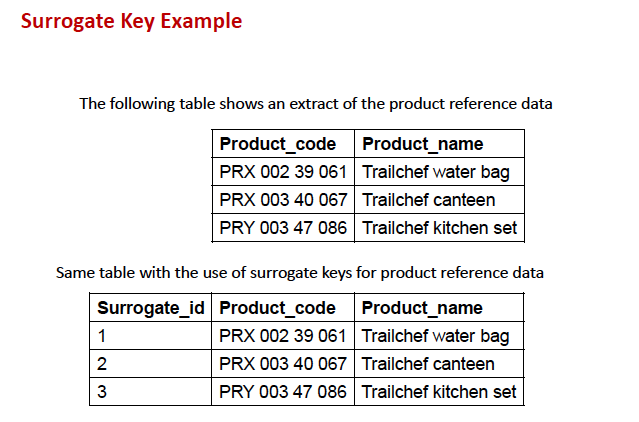 Surrogate Key Example
The following table shows an extract of the product reference data
Product_code Product_name
PRX 002 39 061 Trailchef water bag
PRX 003 40 067 Trailchef canteen
PRY 003 47 086 Trailchef kitchen set
Same table with the use of surrogate keys for product reference data
Surrogate_id Product_code Product_name
1 PRX 002 39 061 Trailchef water bag
2 PRX 003 40 067 Trailchef canteen
3 PRY 003 47 086 Trailchef kitchen set